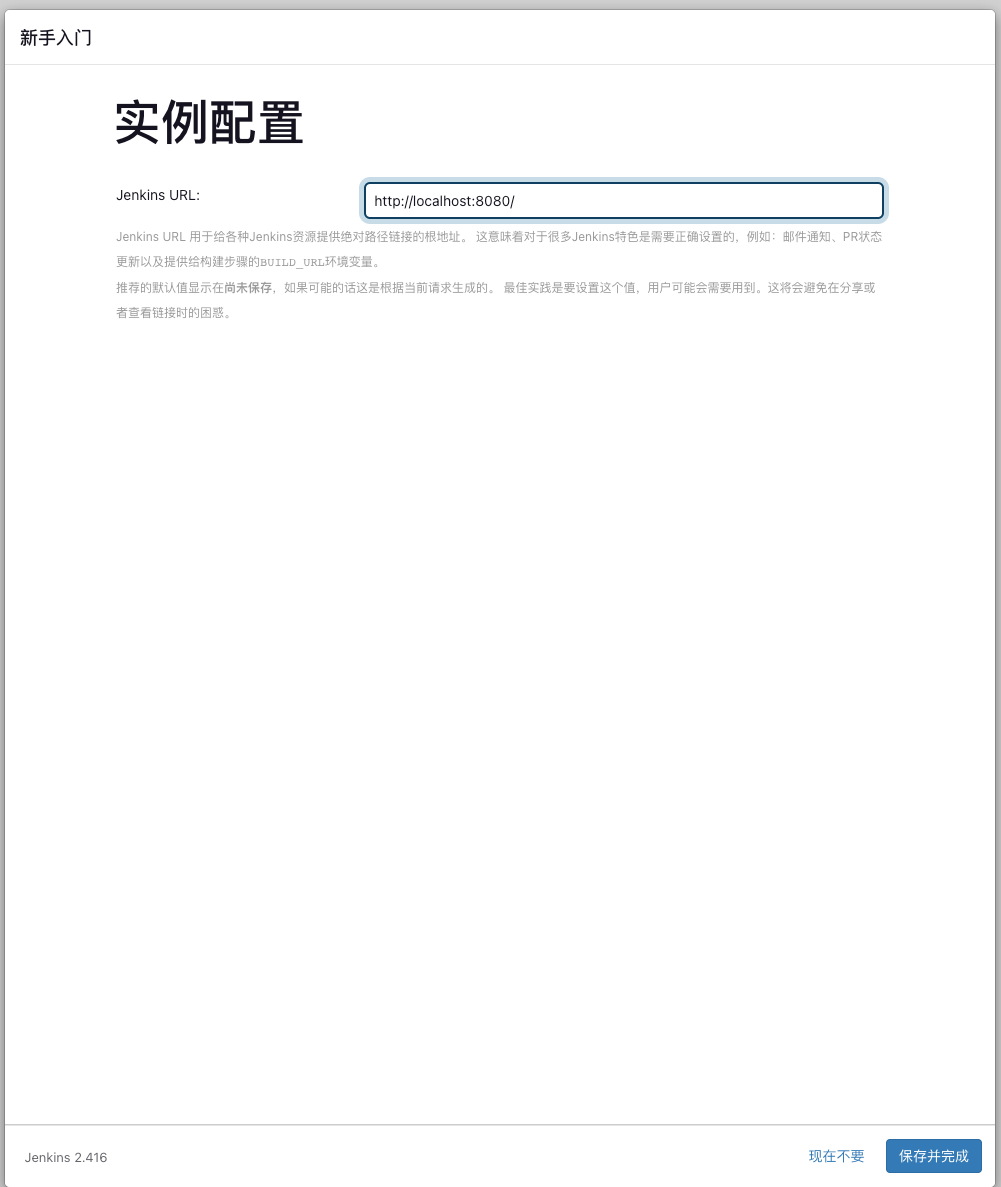 新手入门
实例配置
Jenkins URL:
http://localhost:8080/
Jenkins URL 用于给各种Jenkins资源提供绝对路径链接的根地址。 这意味着对于很多Jenkins特色是需要正确设置的，例如：邮件通知、PR状态
更新以及提供给构建步骤的BUILD_URL环境变量。
推荐的默认值显示在尚未保存，如果可能的话这是根据当前请求生成的。 最佳实践是要设置这个值，用户可能会需要用到。这将会避免在分享或
者查看链接时的困惑。
Jenkins 2.416
现在不要
保存并完成